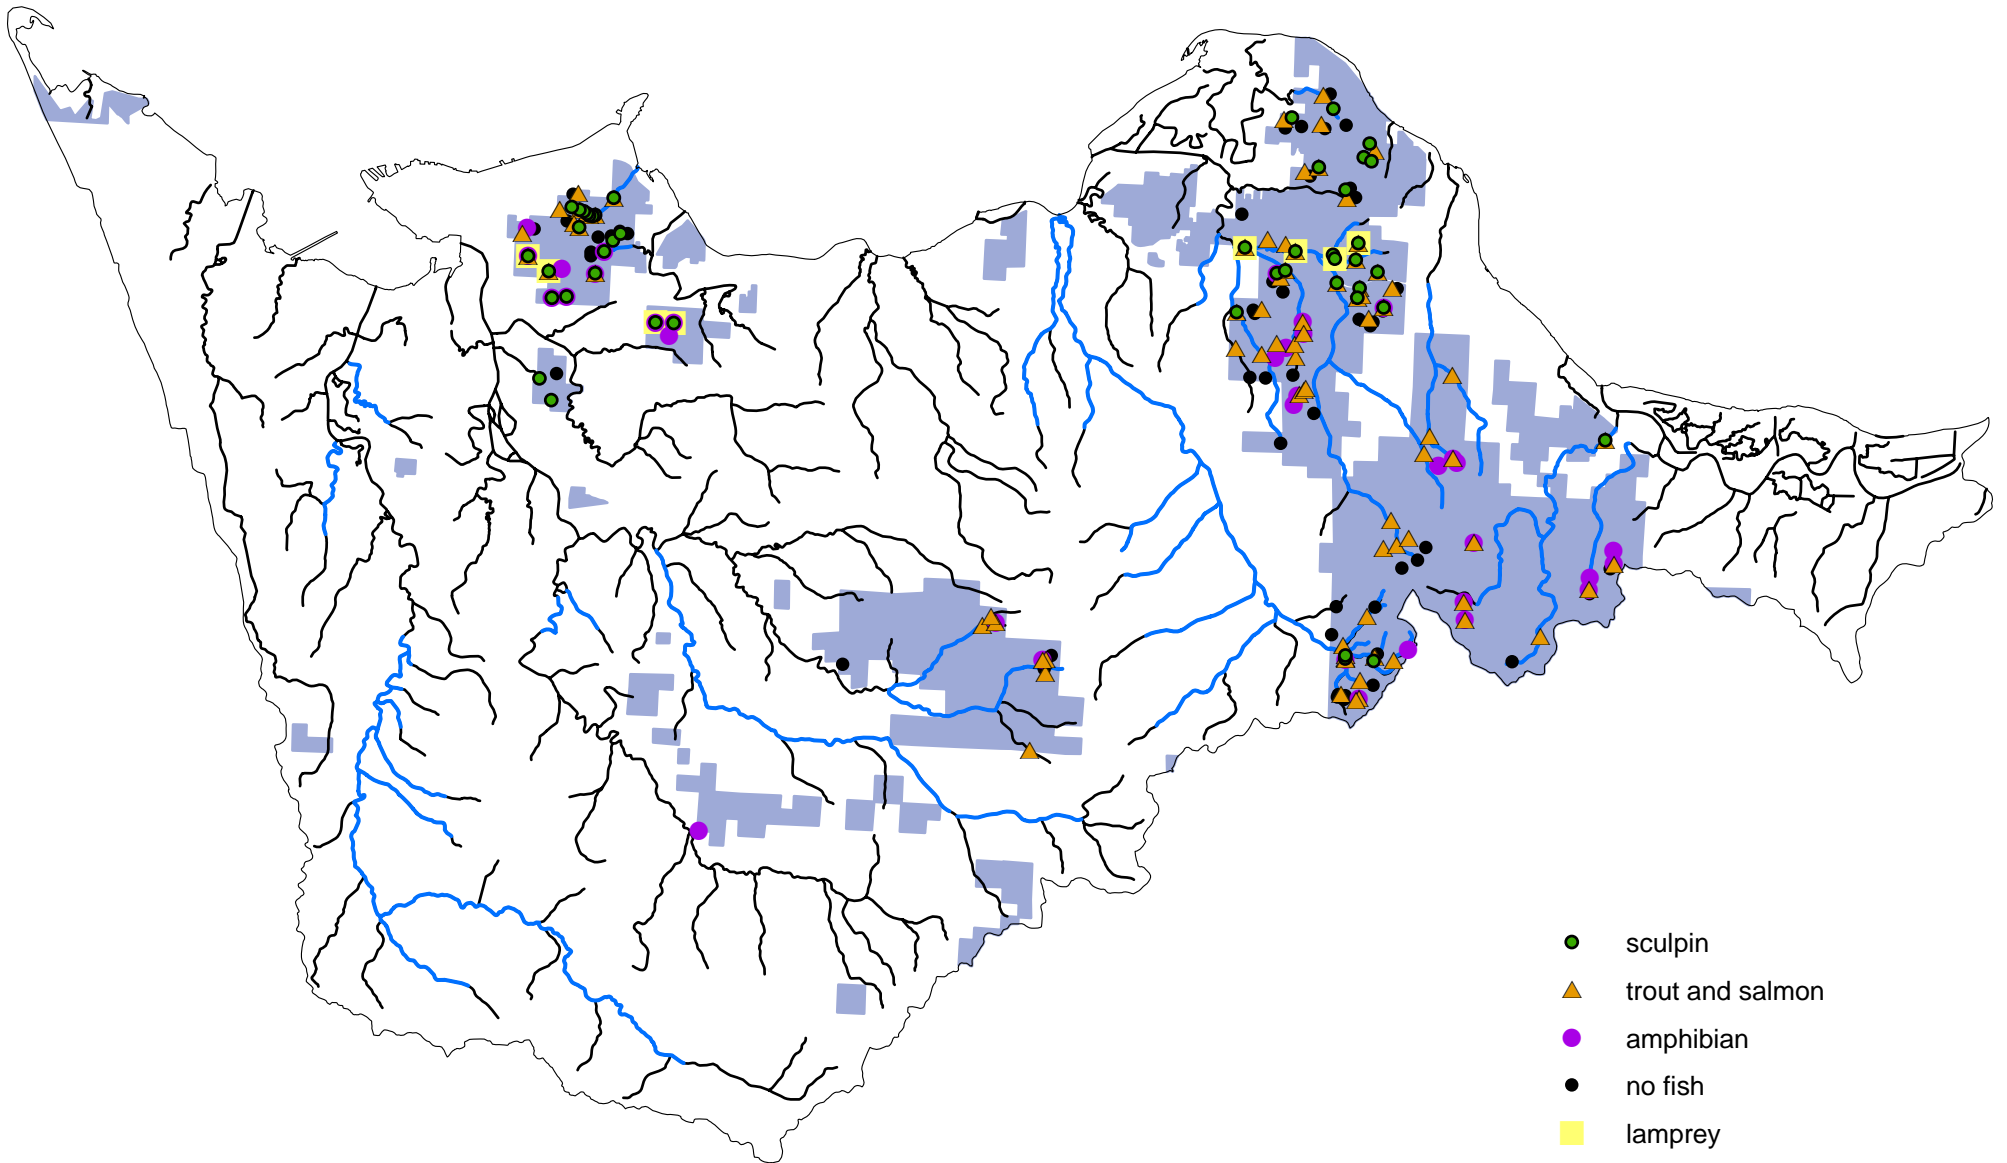 sculpin
trout and salmon
amphibian
no fish
lamprey